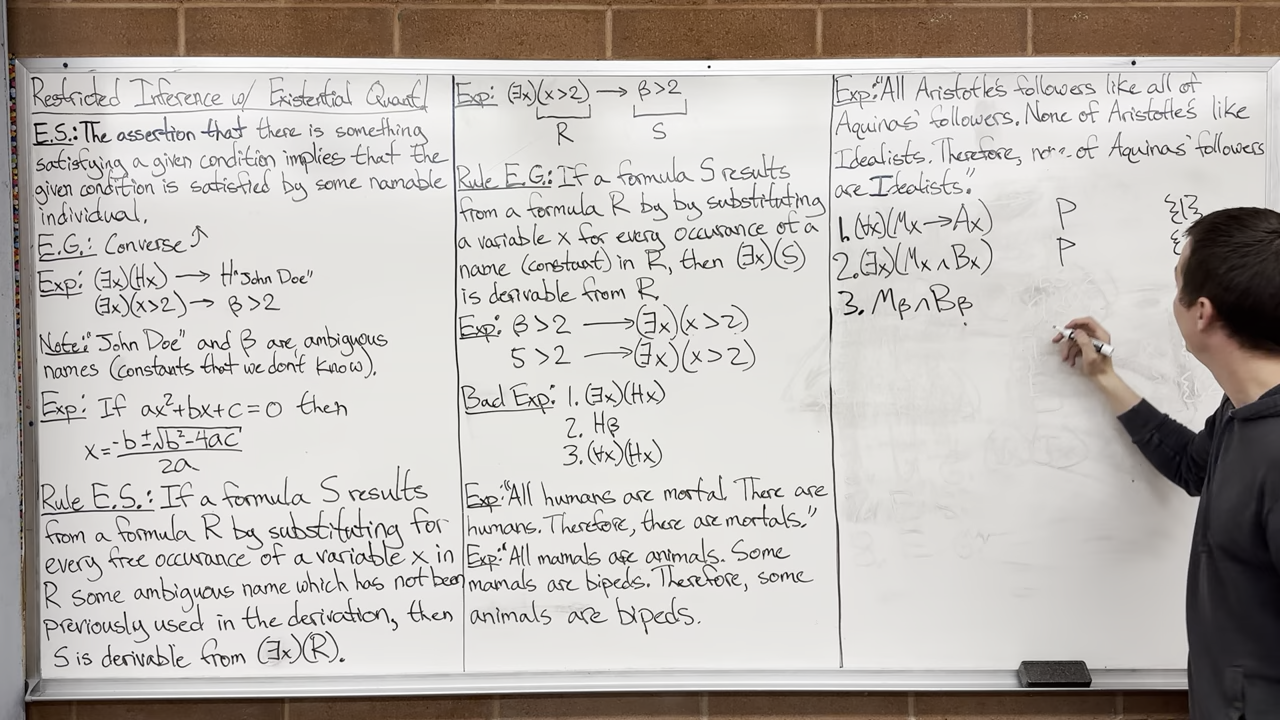 Restricted Inference w/ Existential Quant
E.S.: The assertion that there is something
satisfying a given condition implies that the
given condition is satisfied by some namable
individual.
E.G.: Converse ↑
Exp: (∃x)(Hx) → H"John Doe"
(∃x)(x>2) → β>2
Note: "John Doe" and β are ambiguous
names (constants that we don't know).
Exp: If ax²+bx+c=0 then
x = -b±√b²-4ac
2a
Rule E.S.: If a formula S results
from a formula R by substituting for
every free occurance of a variable x in
R some ambiguous name which has not been
previously used in the derivation, then
S is derivable from (∃x)(R).
Exp: (∃x)(x>2) → β>2
R S
Rule E.G.: If a formula S results
from a formula R by by substituting
a variable x for every occurance of a
name (constant) in R, then (∃x)(S)
is derivable from R.
Exp: β>2 → (∃x)(x>2)
5>2 → (∃x)(x>2)
Bad Exp: 1. (∃x)(Hx)
2. Hβ
3. (∀x)(Hx)
Exp: "All humans are mortal. There are
humans. Therefore, there are mortals."
Exp: "All mamals are animals. Some
mamals are bipeds. Therefore, some
animals are bipeds.
Exp: "All Aristotle's followers like all of
Aquinas' followers. None of Aristotle's like
Idealists. Therefore, none of Aquinas' followers
are Idealists."
1. (∀x)(Mx→Ax) P {1}
2. (∃x)(Mx∧Bx) P {
3. Mβ∧Bβ